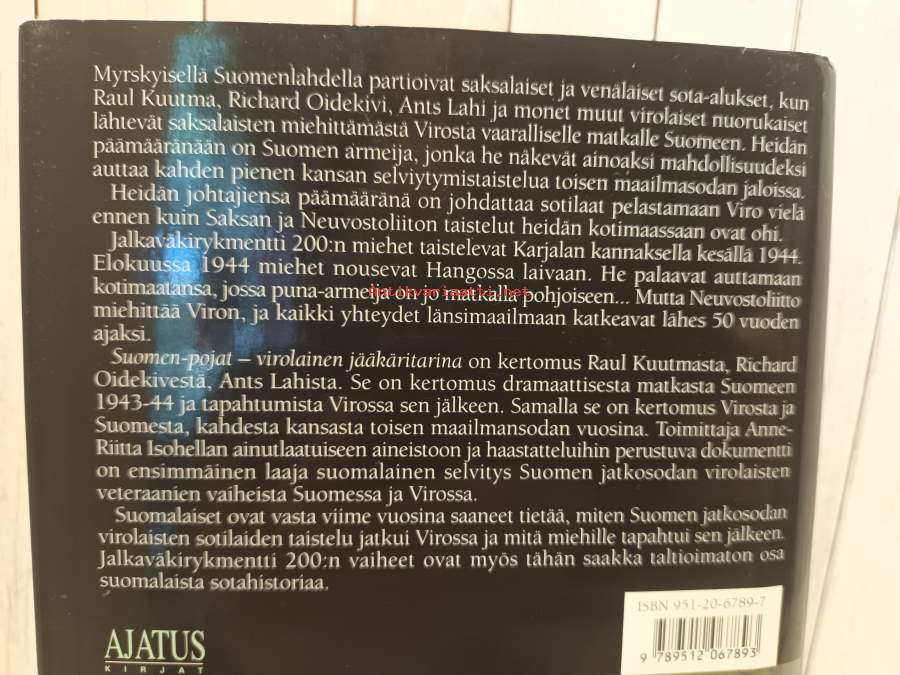 Myrskyisellä Suomenlahdella partioivat saksalaiset ja venäläiset sota-alukset, kun
Raul Kuutma, Richard Oidekivi, Ants Lahi ja monet muut virolaiset nuorukaiset
lähtevät saksalaisten miehittämästä Virosta vaaralliselle matkalle Suomeen. Heidän
päämääränään on Suomen armeija, jonka he näkevät ainoaksi mahdollisuudeksi
auttaa kahden pienen kansan selviytymistaistelua toisen maailmasodan jaloissa.
Heidän johtajiensa päämääränä on johdattaa sotilaat pelastamaan Viro vielä
ennen kuin Saksan ja Neuvostoliiton taistelut heidän kotimaassaan ovat ohi.
Jalkaväkirykmentti 200:n miehet taistelevat Karjalan kannaksella kesällä 1944.
Elokuussa 1944 miehet nousevat Hangossa laivaan. He palaavat auttamaan
kotimaatansa, jossa puna-armeija on jo matkalla pohjoiseen... Mutta Neuvostoliitto
antikvariaatti.net
miehittää Viron, ja kaikki yhteydet länsimaailmaan katkeavat lähes 50 vuoden
ajaksi.
Suomen-pojat – virolainen jääkäritarina on kertomus Raul Kuutmasta, Richard
Oidekivestä, Ants Lahista. Se on kertomus dramaattisesta matkasta Suomeen
1943-44 ja tapahtumista Virossa sen jälkeen. Samalla se on kertomus Virosta ja
Suomesta, kahdesta kansasta toisen maailmansodan vuosina. Toimittaja Anne-
Riitta Isohellan ainutlaatuiseen aineistoon ja haastatteluihin perustuva dokumentti
on ensimmäinen laaja suomalainen selvitys Suomen jatkosodan virolaisten
veteraanien vaiheista Suomessa ja Virossa.
Suomalaiset ovat vasta viime vuosina saaneet tietää, miten Suomen jatkosodan
virolaisten sotilaiden taistelu jatkui Virossa ja mitä miehille tapahtui sen jälkeen.
Jalkaväkirykmentti 200:n vaiheet ovat myös tähän saakka taltioimaton osa
suomalaista sotahistoriaa.
ISBN 951-20-6789-7
9 789512 067893
AJATUS
KIRJAT